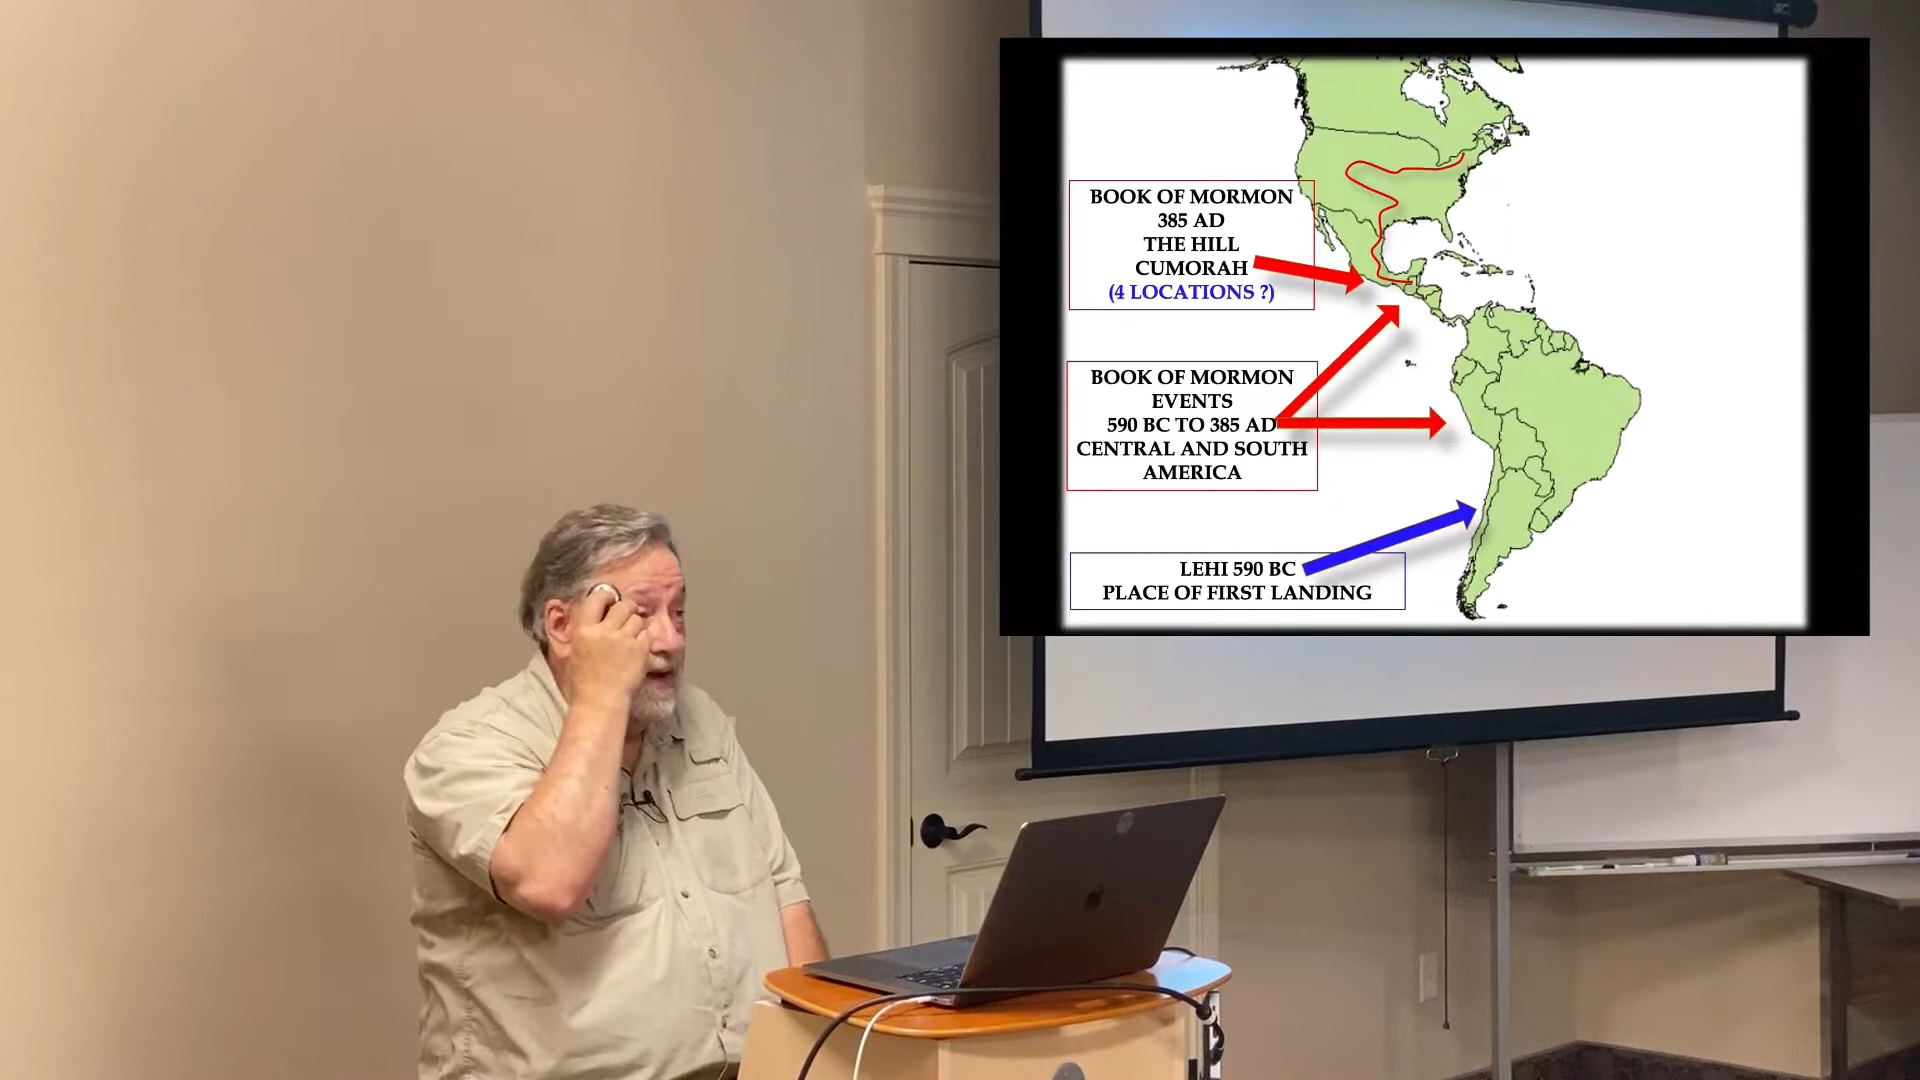 BOOK OF MORMON
385 AD
THE HILL
CUMORAH
(4 LOCATIONS ?)
BOOK OF MORMON
EVENTS
590 BC TO 385 AD
CENTRAL AND SOUTH
AMERICA
LEHI 590 BC
PLACE OF FIRST LANDING